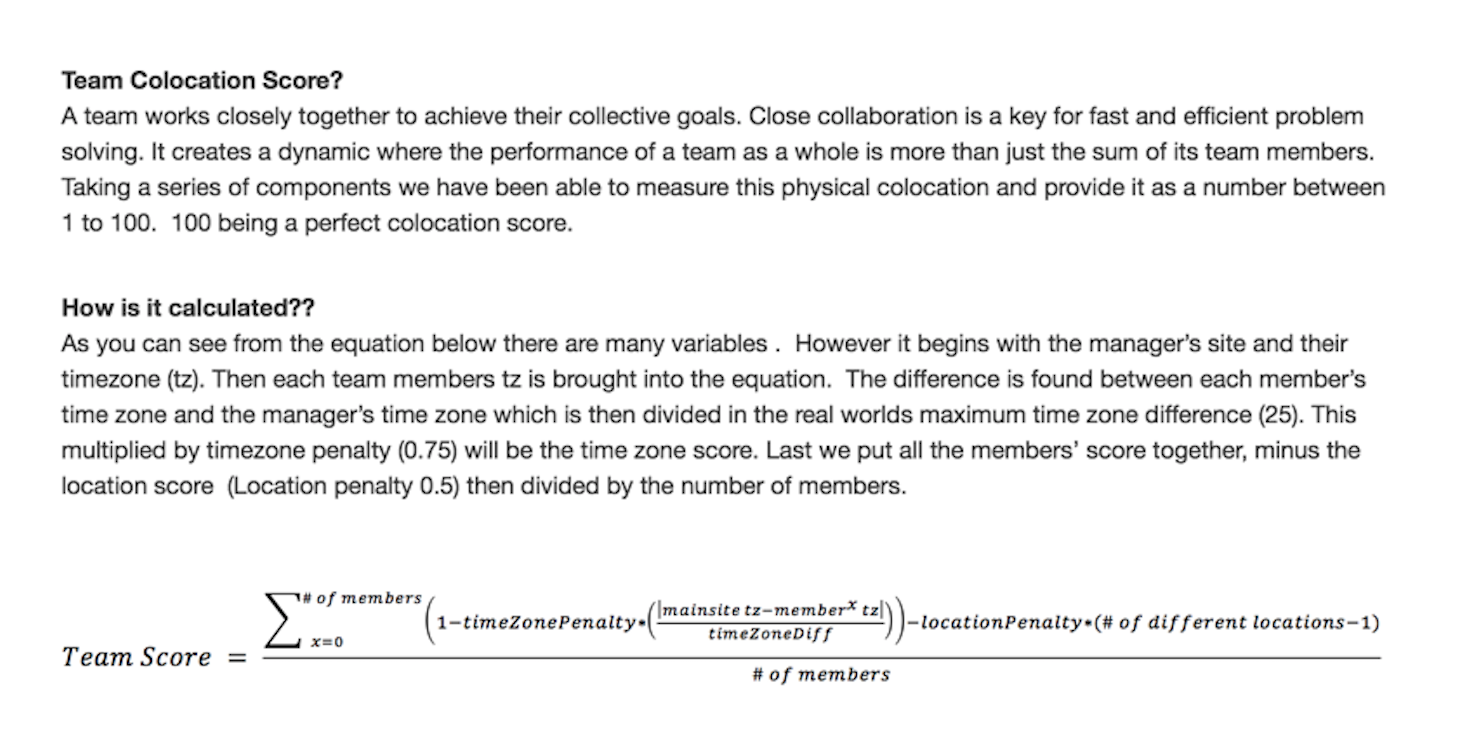 Team Colocation Score?
A team works closely together to achieve their collective goals. Close collaboration is a key for fast and efficient problem
solving. It creates a dynamic where the performance of a team as a whole is more than just the sum of its team members.
Taking a series of components we have been able to measure this physical colocation and provide it as a number between
1 to 100.  100 being a perfect colocation score.
How is it calculated??
As you can see from the equation below there are many variables .  However it begins with the manager's site and their
timezone (tz). Then each team members tz is brought into the equation.  The difference is found between each member's
time zone and the manager's time zone which is then divided in the real worlds maximum time zone difference (25). This
multiplied by timezone penalty (0.75) will be the time zone score. Last we put all the members' score together, minus the
location score  (Location penalty 0.5) then divided by the number of members.
Team Score = ∑ # of members x=0 (1−timeZonePenalty*(|mainsite tz−memberˣ tz| / timeZoneDiff))−locationPenalty*(# of different locations−1)
# of members